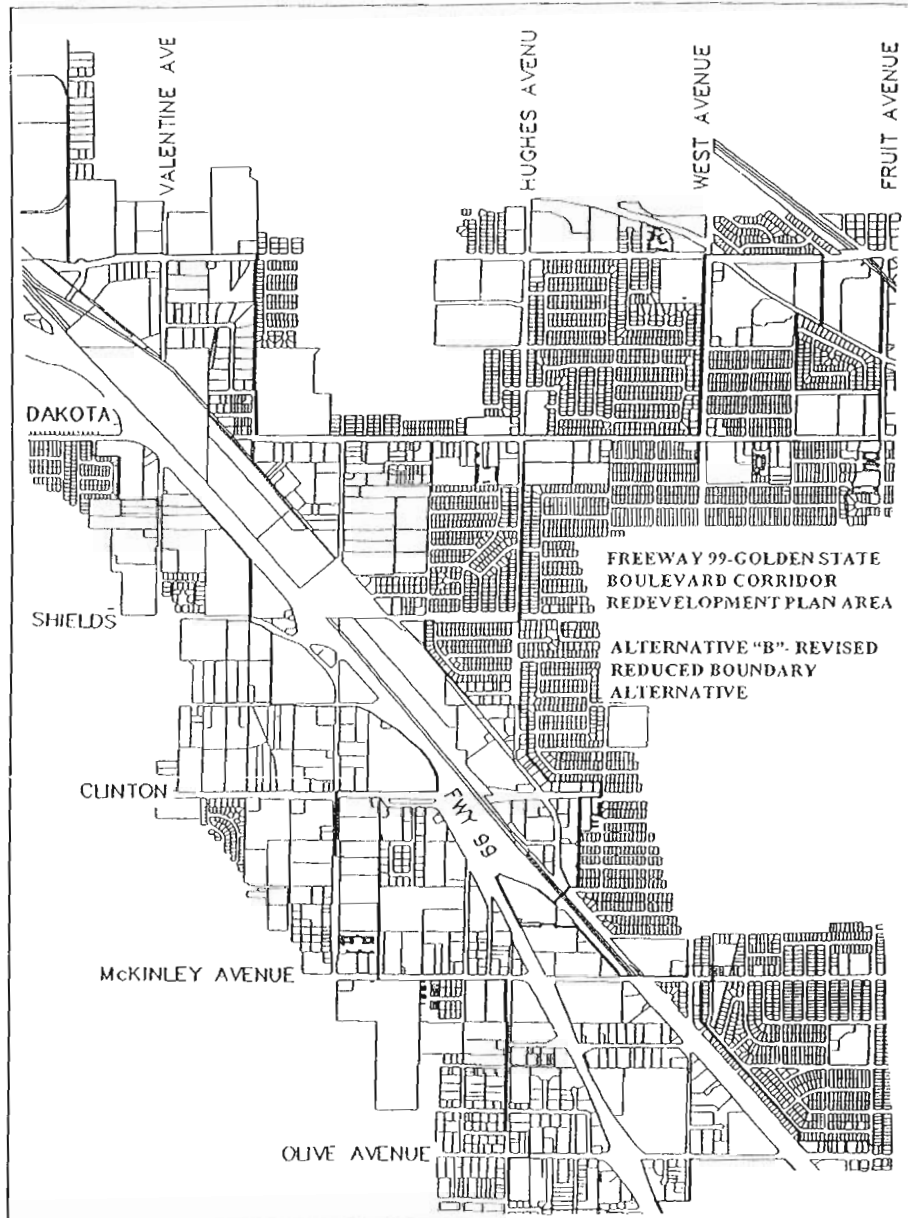 VALENTINE AVE
HUGHES AVENU
WEST AVENUE
FRUIT AVENUE
DAKOTA
FREEWAY 99-GOLDEN STATE
BOULEVARD CORRIDOR
REDEVELOPMENT PLAN AREA
SHIELDS
ALTERNATIVE "B"- REVISED
REDUCED BOUNDARY
ALTERNATIVE
CLINTON
FWY 99
McKINLEY AVENUE
OLIVE AVENUE